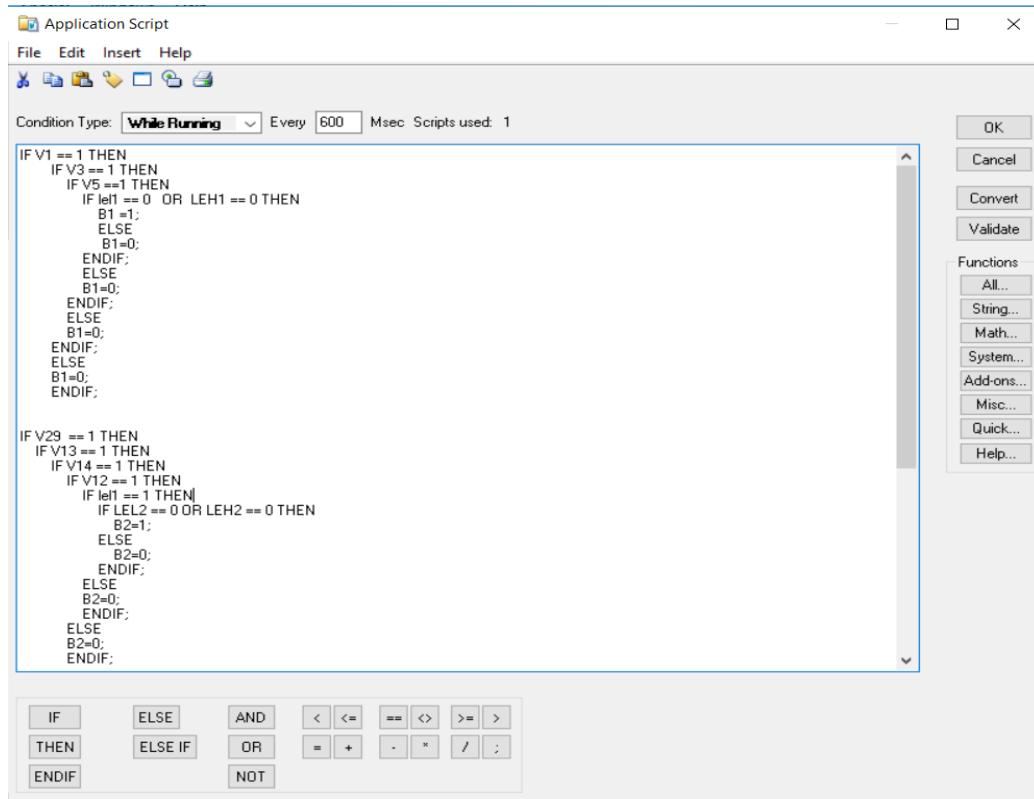 Application Script
File Edit Insert Help
Condition Type: While Running Every 600 Msec Scripts used: 1
OK
Cancel
Convert
Validate
Functions
All...
String...
Math...
System...
Add-ons...
Misc...
Quick...
Help...
IF V1 == 1 THEN
IF V3 == 1 THEN
IF V5 ==1 THEN
IF lel1 == 0 OR LEH1 == 0 THEN
B1 =1;
ELSE
B1=0;
ENDIF;
ELSE
B1=0;
ENDIF;
ELSE
B1=0;
ENDIF;
ELSE
B1=0;
ENDIF;
IF V29 == 1 THEN
IF V13 == 1 THEN
IF V14 == 1 THEN
IF V12 == 1 THEN
IF lel1 == 1 THEN
IF LEL2 == 0 OR LEH2 == 0 THEN
B2=1;
ELSE
B2=0;
ENDIF;
ELSE
B2=0;
ENDIF;
ELSE
B2=0;
ENDIF;
IF ELSE AND < <= == <> >= >
THEN ELSE IF OR = + - * / ;
ENDIF NOT